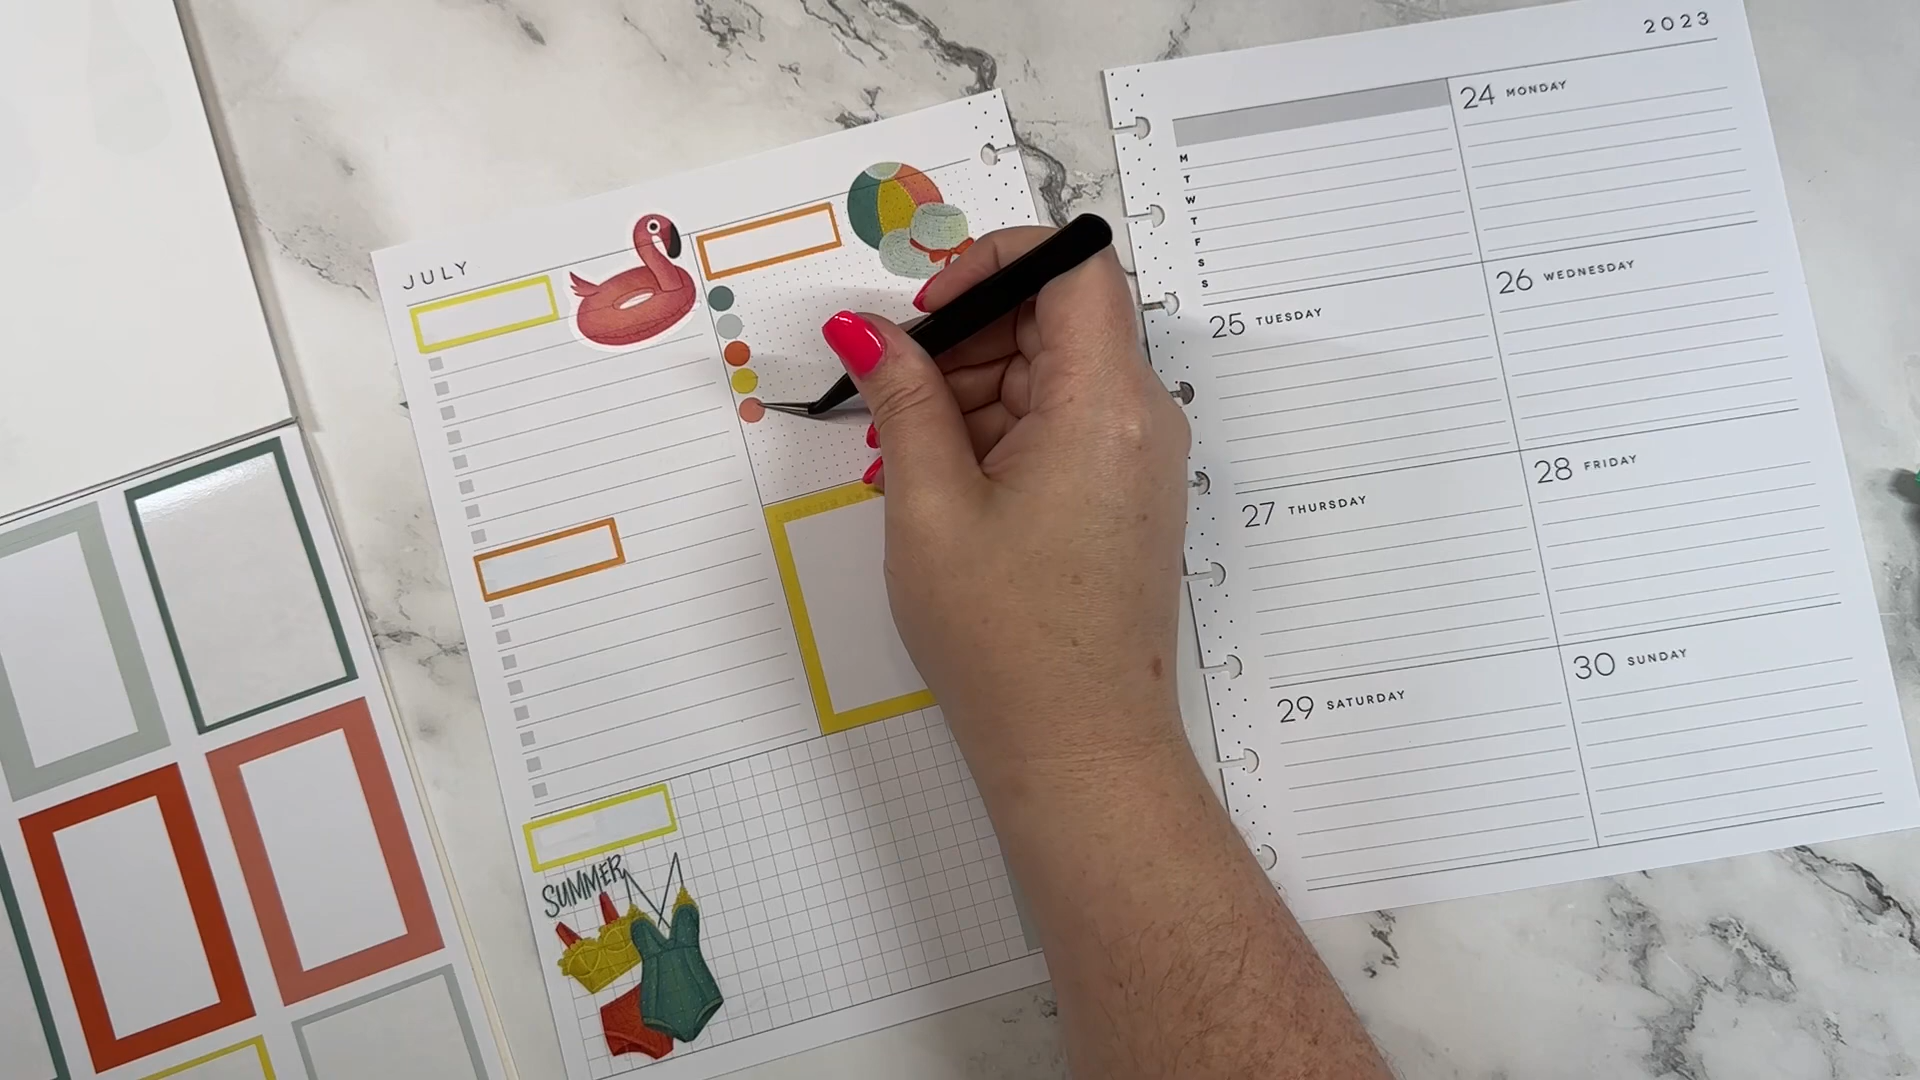 JULY
SUMMER
2023
M
T
W
T
F
S
S
24 MONDAY
25 TUESDAY
26 WEDNESDAY
27 THURSDAY
28 FRIDAY
29 SATURDAY
30 SUNDAY